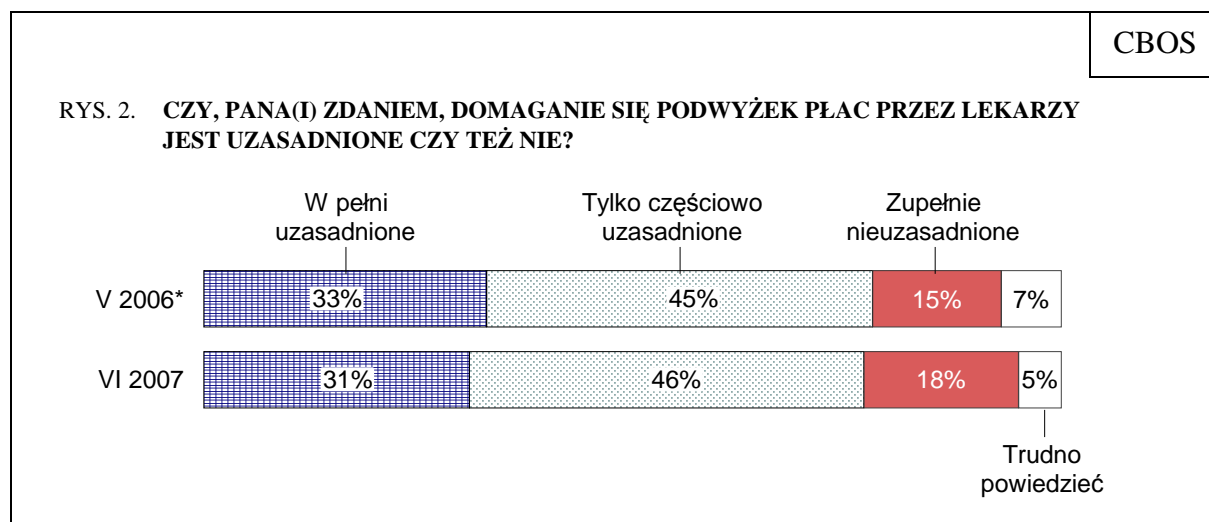 CBOS
RYS. 2. CZY, PANA(I) ZDANIEM, DOMAGANIE SIĘ PODWYŻEK PŁAC PRZEZ LEKARZY
JEST UZASADNIONE CZY TEŻ NIE?
W pełni
uzasadnione
Tylko częściowo
uzasadnione
Zupełnie
nieuzasadnione
V 2006* 33% 45% 15% 7%
VI 2007 31% 46% 18% 5%
Trudno
powiedzieć